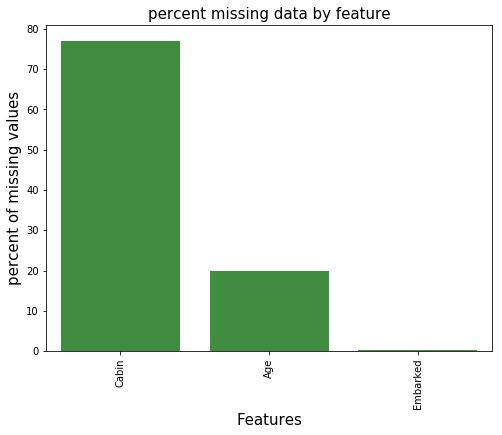 percent missing data by feature
percent of missing values
80
70
60
50
40
30
20
10
0
Cabin
Age
Embarked
Features